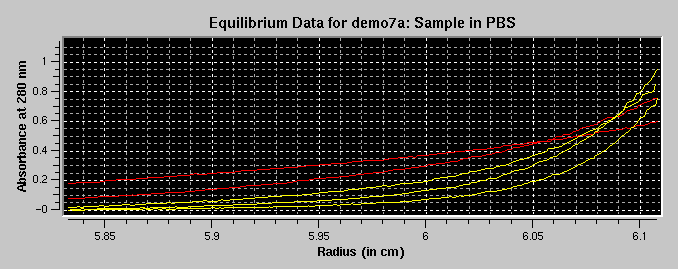 Equilibrium Data for demo7a: Sample in PBS
Absorbance at 280 nm
1
0.8
0.6
0.4
0.2
-0
5.85 5.9 5.95 6 6.05 6.1
Radius (in cm)